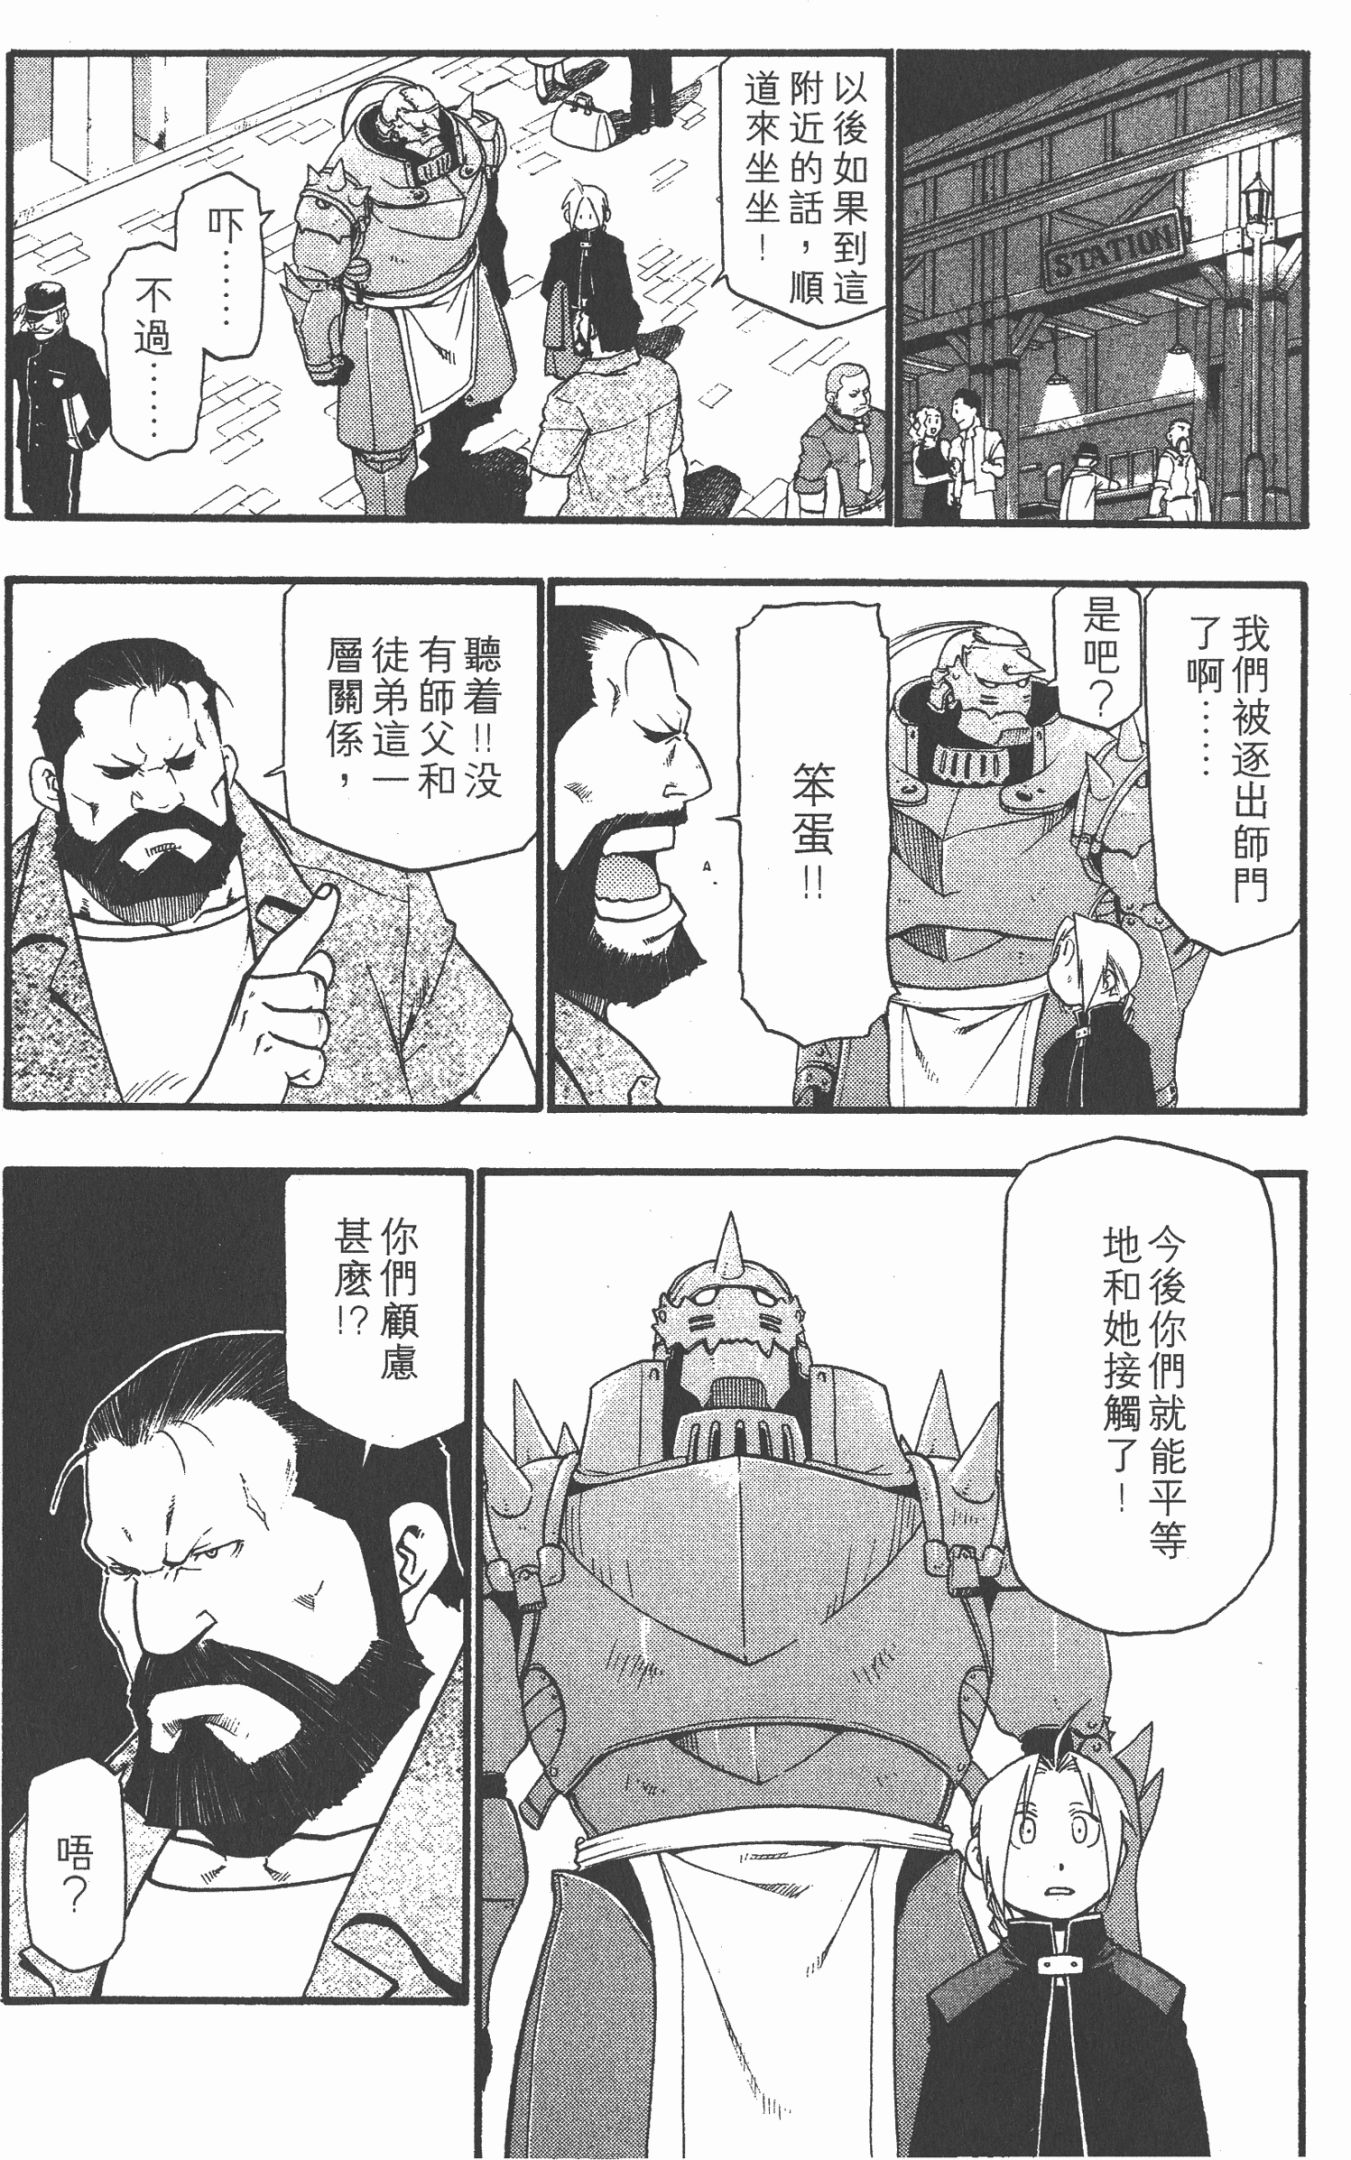 STATION
以後如果到這
附近的話，順
道來坐坐！
吓………
不過………
我們被逐出師門
了啊……
是吧？
笨蛋!!
聽着!!没
有師父和
徒弟這一
層關係，
今後你們就能平等
地和她接觸了！
你們顧慮
甚麽!?
唔？